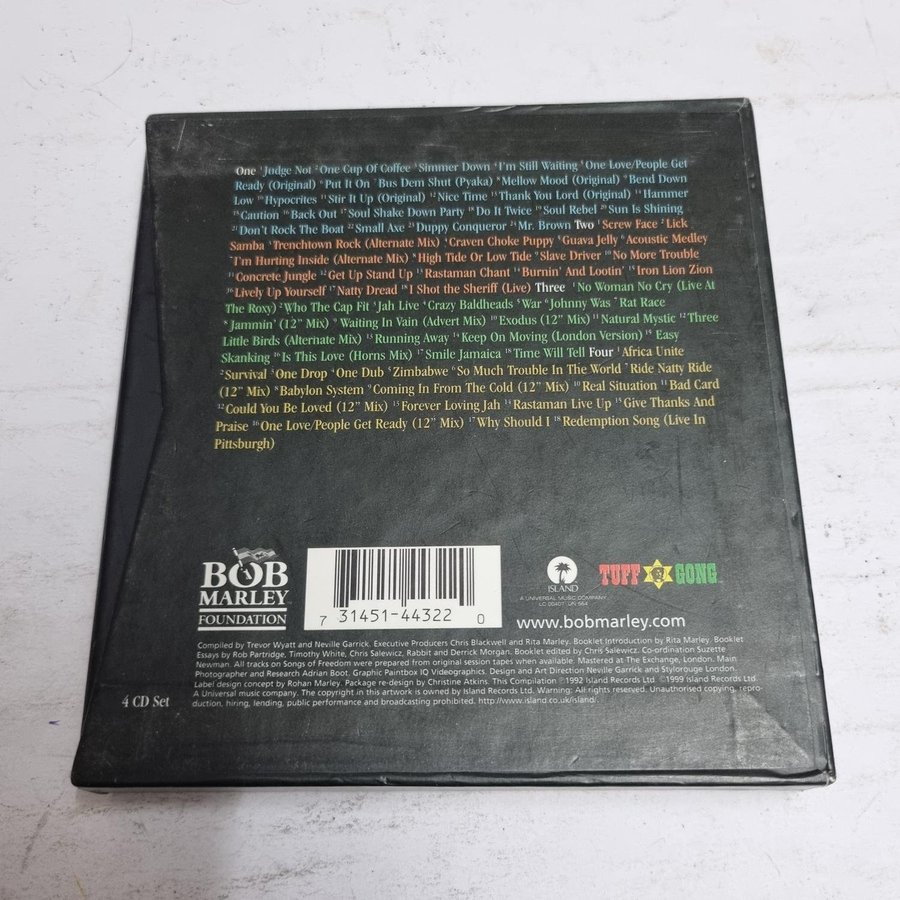 One ¹Judge Not ²One Cup Of Coffee ³Simmer Down ⁴I'm Still Waiting ⁵One Love/People Get
Ready (Original) ⁶Put It On ⁷Bus Dem Shut (Pyaka) ⁸Mellow Mood (Original) ⁹Bend Down
Low ¹⁰Hypocrites ¹¹Stir It Up (Original) ¹²Nice Time ¹³Thank You Lord (Original) ¹⁴Hammer
¹⁵Caution ¹⁶Back Out ¹⁷Soul Shake Down Party ¹⁸Do It Twice ¹⁹Soul Rebel ²⁰Sun Is Shining
²¹Don't Rock The Boat ²²Small Axe ²³Duppy Conqueror ²⁴Mr. Brown Two ¹Screw Face ²Lick
Samba ³Trenchtown Rock (Alternate Mix) ⁴Craven Choke Puppy ⁵Guava Jelly ⁶Acoustic Medley
⁷I'm Hurting Inside (Alternate Mix) ⁸High Tide or Low Tide ⁹Slave Driver ¹⁰No More Trouble
¹¹Concrete Jungle ¹²Get Up Stand Up ¹³Rastaman Chant ¹⁴Burnin' And Lootin' ¹⁵Iron Lion Zion
¹⁶Lively Up Yourself ¹⁷Natty Dread ¹⁸I Shot the Sheriff (Live) Three ¹No Woman No Cry (Live At
The Roxy) ²Who The Cap Fit ³Jah Live ⁴Crazy Baldheads ⁵War ⁶Johnny Was ⁷Rat Race
⁸Jammin' (12" Mix) ⁹Waiting In Vain (Advert Mix) ¹⁰Exodus (12" Mix) ¹¹Natural Mystic ¹²Three
Little Birds (Alternate Mix) ¹³Running Away ¹⁴Keep On Moving (London Version) ¹⁵Easy
Skanking ¹⁶Is This Love (Horns Mix) ¹⁷Smile Jamaica ¹⁸Time Will Tell Four ¹Africa Unite
²Survival ³One Drop ⁴One Dub ⁵Zimbabwe ⁶So Much Trouble In The World ⁷Ride Natty Ride
(12" Mix) ⁸Babylon System ⁹Coming In From The Cold (12" Mix) ¹⁰Real Situation ¹¹Bad Card
¹²Could You Be Loved (12" Mix) ¹³Forever Loving Jah ¹⁴Rastaman Live Up ¹⁵Give Thanks And
Praise ¹⁶One Love/People Get Ready (12" Mix) ¹⁷Why Should I ¹⁸Redemption Song (Live In
Pittsburgh)
BOB
MARLEY
FOUNDATION
7 31451-44322 0
ISLAND
A UNIVERSAL MUSIC COMPANY
LC 00407 UN 564
TUFF GONG
www.bobmarley.com
Compiled by Trevor Wyatt and Neville Garrick. Executive Producers Chris Blackwell and Rita Marley. Booklet Introduction by Rita Marley. Booklet
Essays by Rob Partridge, Timothy White, Chris Salewicz, Rabbit and Derrick Morgan. Booklet edited by Chris Salewicz. Co-ordination Suzette
Newman. All tracks on Songs of Freedom were prepared from original session tapes when available. Mastered at The Exchange, London. Main
Photographer and Research Adrian Boot. Graphic Paintbox IQ Videographics. Design and Art Direction Neville Garrick and Stylorouge London.
Label design concept by Rohan Marley. Package re-design by Christine Atkins. This Compilation ℗1992 Island Records Ltd ©1999 Island Records Ltd
A Universal music company. The copyright in this artwork is owned by Island Records Ltd. Warning: All rights reserved. Unauthorised copying, repro-
duction, hiring, lending, public performance and broadcasting prohibited. http://www.island.co.uk/island/
4 CD Set